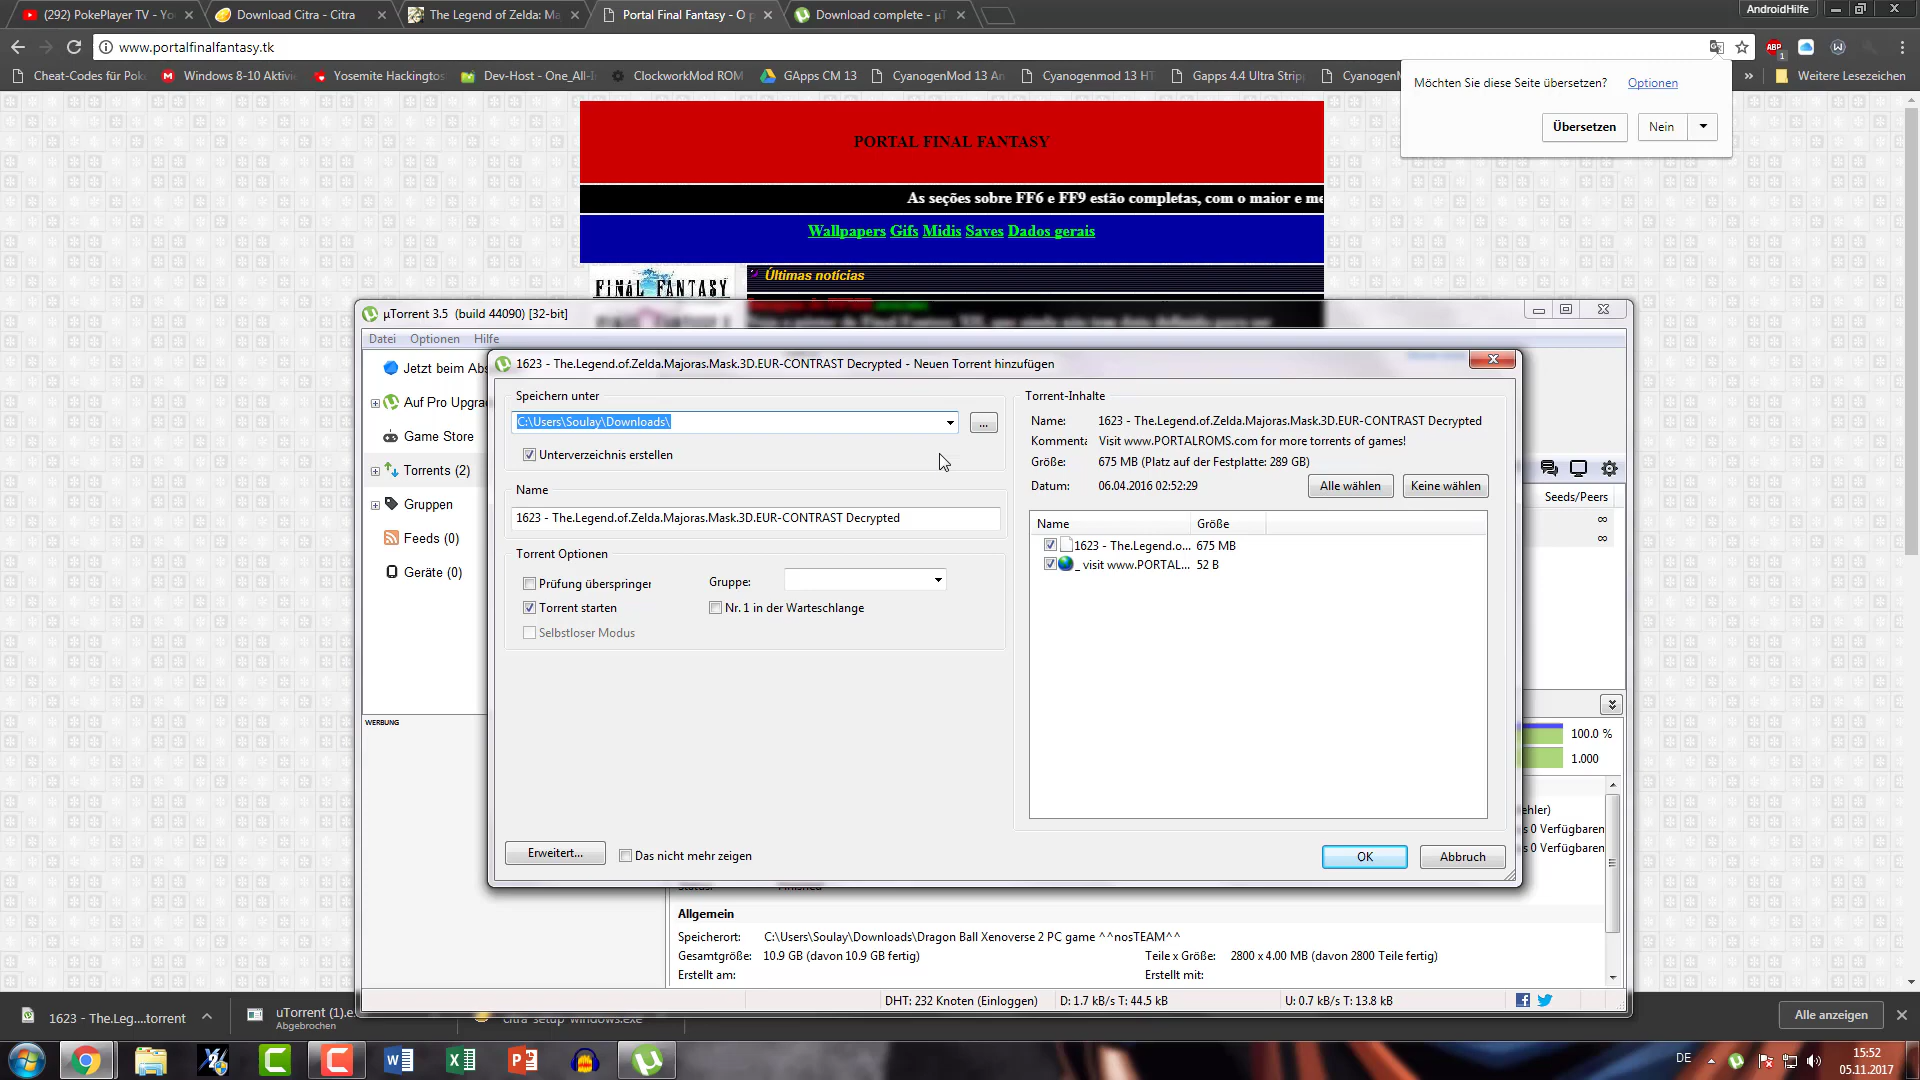 (292) PokePlayer TV - Yo
Download Citra - Citra
The Legend of Zelda: Ma
Portal Final Fantasy - O p
Download complete - µT
AndroidHilfe
www.portalfinalfantasy.tk
ABP
1
Cheat-Codes für Poke
Windows 8-10 Aktivie
Yosemite Hackingtos
Dev-Host - One_All-I
ClockworkMod ROM
GApps CM 13
CyanogenMod 13 An
Cyanogenmod 13 HT
Gapps 4.4 Ultra Stripp
CyanogenM
»
Weitere Lesezeichen
Möchten Sie diese Seite übersetzen?
Optionen
Übersetzen
Nein
PORTAL FINAL FANTASY
As seções sobre FF6 e FF9 estão completas, com o maior e me
Wallpapers Gifs Midis Saves Dados gerais
FINAL FANTASY
Últimas notícias
µTorrent 3.5 (build 44090) [32-bit]
Datei Optionen Hilfe
1623 - The.Legend.of.Zelda.Majoras.Mask.3D.EUR-CONTRAST Decrypted - Neuen Torrent hinzufügen
Jetzt beim Abs
Auf Pro Upgra
Game Store
Torrents (2)
Gruppen
Feeds (0)
Geräte (0)
WERBUNG
Speichern unter
C:\Users\Soulay\Downloads\
...
Unterverzeichnis erstellen
Name
1623 - The.Legend.of.Zelda.Majoras.Mask.3D.EUR-CONTRAST Decrypted
Torrent Optionen
Prüfung überspringer
Gruppe:
Torrent starten
Nr. 1 in der Warteschlange
Selbstloser Modus
Erweitert...
Das nicht mehr zeigen
Torrent-Inhalte
Name: 1623 - The.Legend.of.Zelda.Majoras.Mask.3D.EUR-CONTRAST Decrypted
Kommenta Visit www.PORTALROMS.com for more torrents of games!
Größe: 675 MB (Platz auf der Festplatte: 289 GB)
Datum: 06.04.2016 02:52:29
Alle wählen
Keine wählen
Name Größe
1623 - The.Legend.o... 675 MB
_ visit www.PORTAL... 52 B
OK
Abbruch
Seeds/Peers
∞
∞
100.0 %
1.000
ehler)
s 0 Verfügbaren
s 0 Verfügbaren
Finished
Allgemein
Speicherort: C:\Users\Soulay\Downloads\Dragon Ball Xenoverse 2 PC game ^^nosTEAM^^
Gesamtgröße: 10.9 GB (davon 10.9 GB fertig)
Teile x Größe: 2800 x 4.00 MB (davon 2800 Teile fertig)
Erstellt am:
Erstellt mit:
DHT: 232 Knoten (Einloggen)
D: 1.7 kB/s T: 44.5 kB
U: 0.7 kB/s T: 13.8 kB
1623 - The.Leg....torrent
uTorrent (1).e
Abgebrochen
citra-setup-windows.exe
Alle anzeigen
DE
15:52
05.11.2017